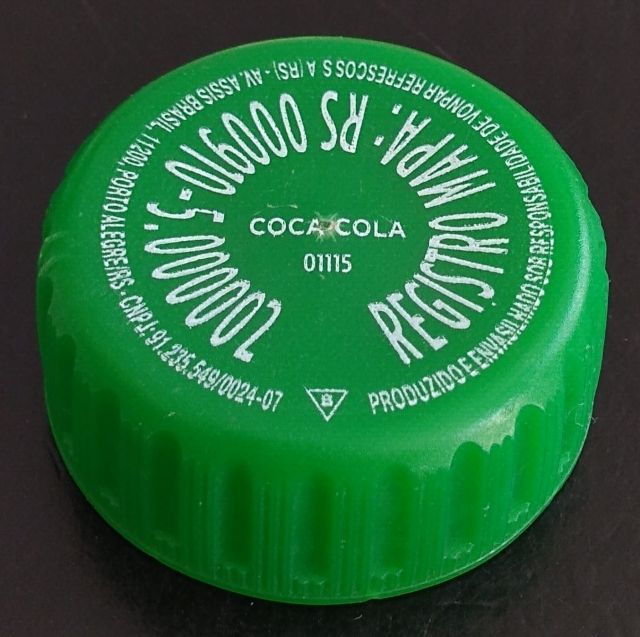 COCA-COLA
01115
REGISTRO MAPA: RS 000910-5.000007
PRODUZIDO E ENVASILHADO SOB RESPONSABILIDADE DE VONPAR REFRESCOS S A (RS) - AV. ASSIS BRASIL, 11200, PORTO ALEGRE/RS - CNPJ: 91.235.549/0024-07
B